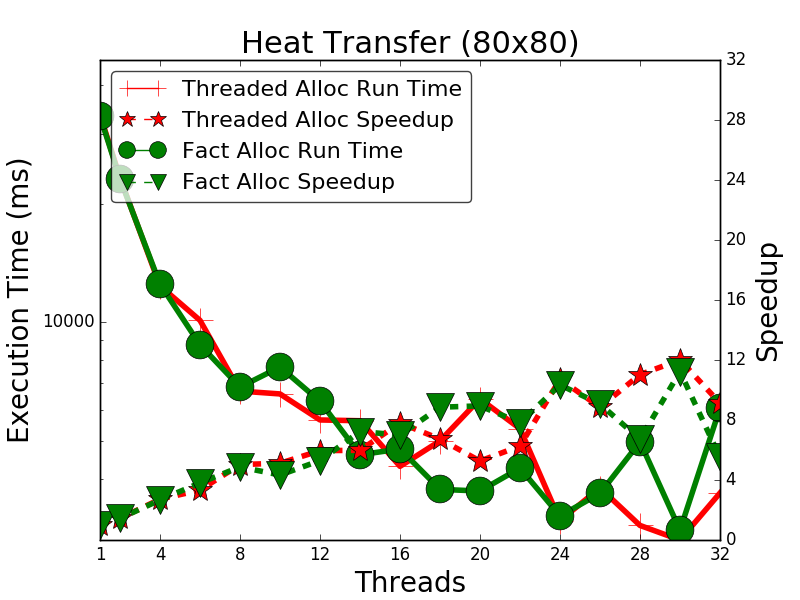 Heat Transfer (80x80)
Threaded Alloc Run Time
Threaded Alloc Speedup
Fact Alloc Run Time
Fact Alloc Speedup
Execution Time (ms)
10000
32
28
24
20
16
12
8
4
0
Speedup
1 4 8 12 16 20 24 28 32
Threads